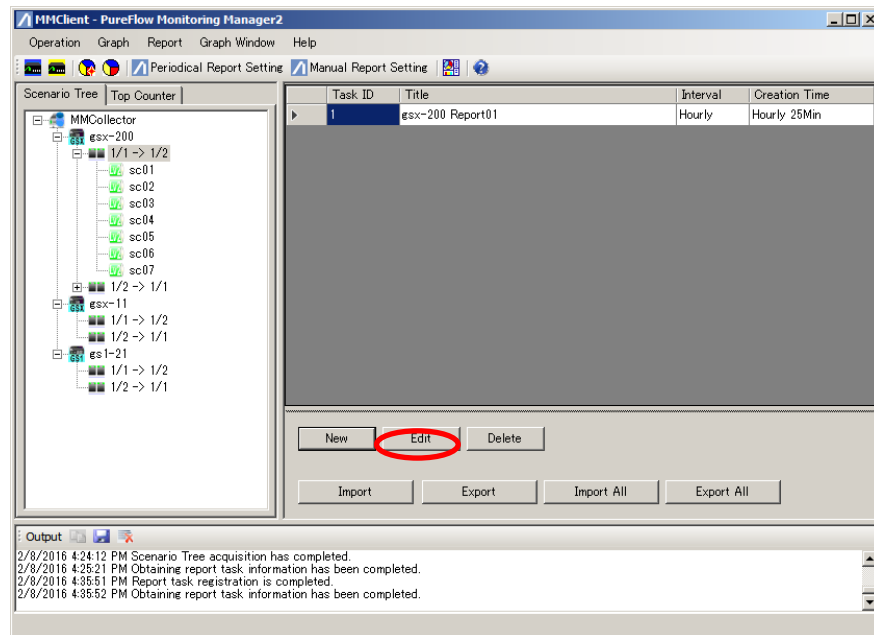 MMClient - PureFlow Monitoring Manager2
Operation Graph Report Graph Window Help
Periodical Report Setting Manual Report Setting
Scenario Tree Top Counter
Task ID Title Interval Creation Time
1 gsx-200 Report01 Hourly Hourly 25Min
MMCollector
gsx-200
1/1 -> 1/2
sc01
sc02
sc03
sc04
sc05
sc06
sc07
1/2 -> 1/1
gsx-11
1/1 -> 1/2
1/2 -> 1/1
gs1-21
1/1 -> 1/2
1/2 -> 1/1
New Edit Delete
Import Export Import All Export All
Output
2/8/2016 4:24:12 PM Scenario Tree acquisition has completed.
2/8/2016 4:25:21 PM Obtaining report task information has been completed.
2/8/2016 4:35:51 PM Report task registration is completed.
2/8/2016 4:35:52 PM Obtaining report task information has been completed.